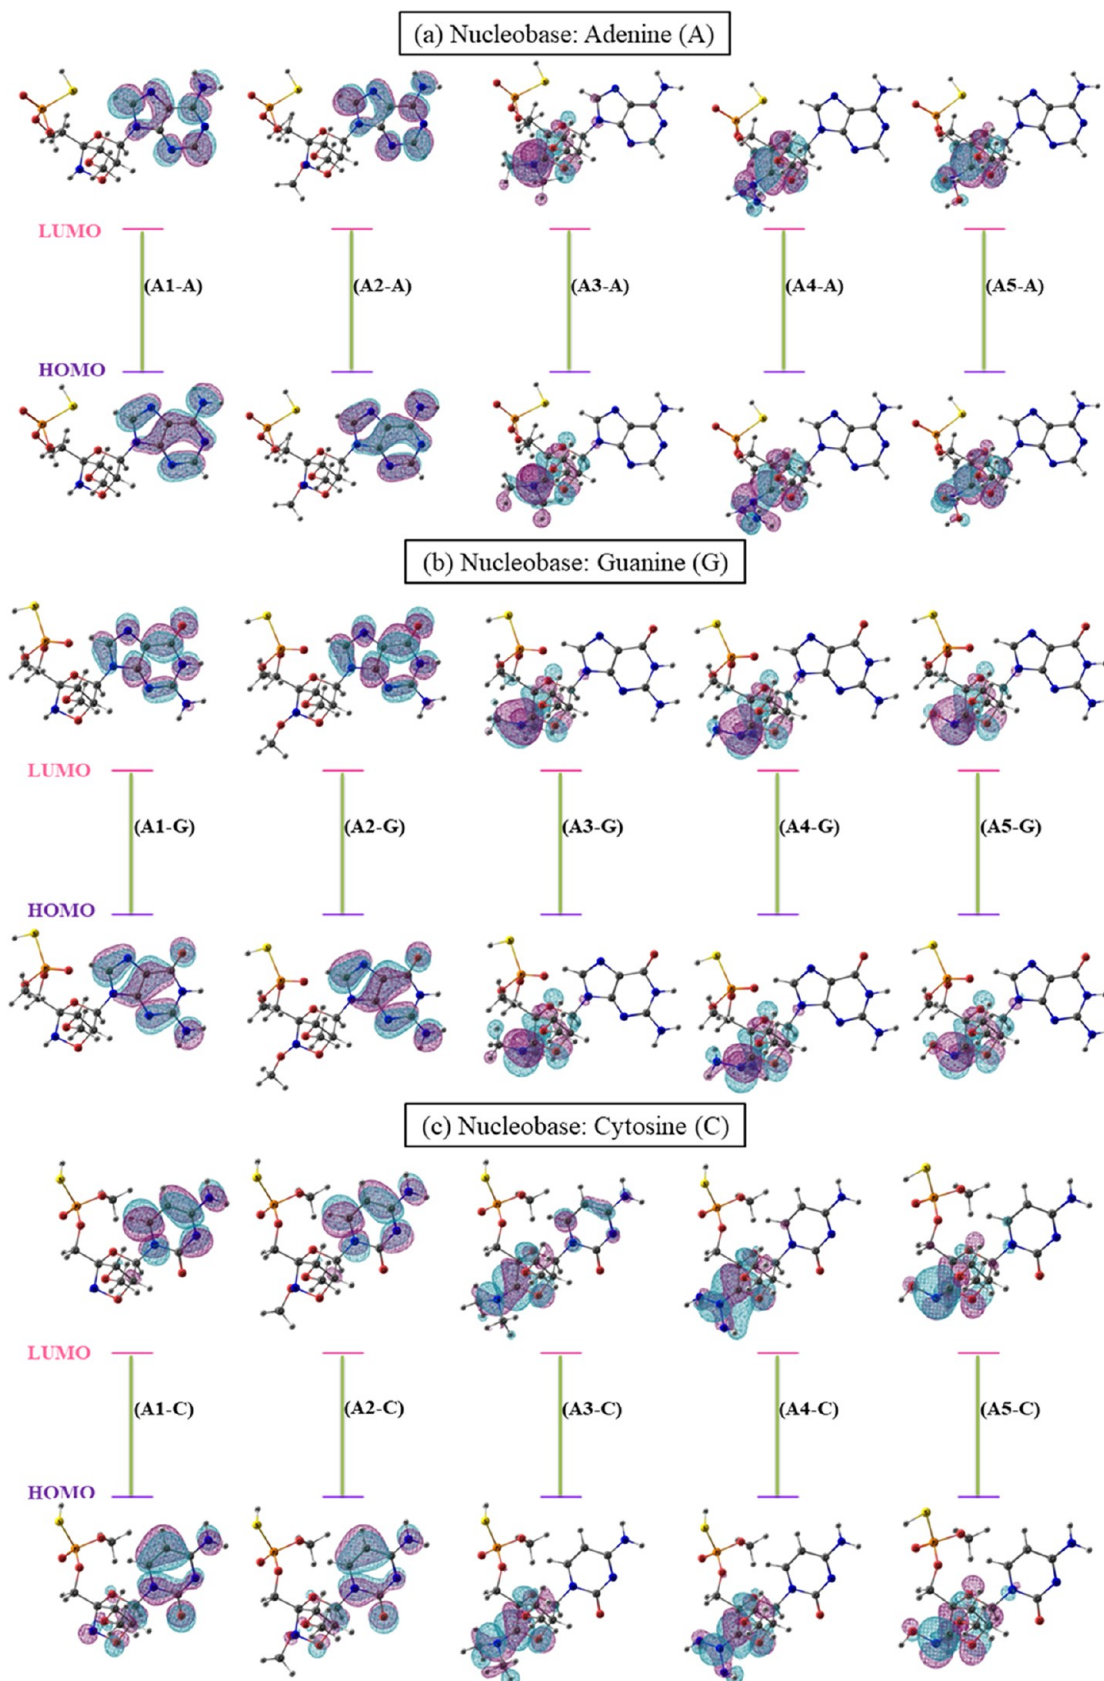 (a) Nucleobase: Adenine (A)
LUMO
(A1-A) (A2-A) (A3-A) (A4-A) (A5-A)
HOMO
(b) Nucleobase: Guanine (G)
LUMO
(A1-G) (A2-G) (A3-G) (A4-G) (A5-G)
HOMO
(c) Nucleobase: Cytosine (C)
LUMO
(A1-C) (A2-C) (A3-C) (A4-C) (A5-C)
HOMO